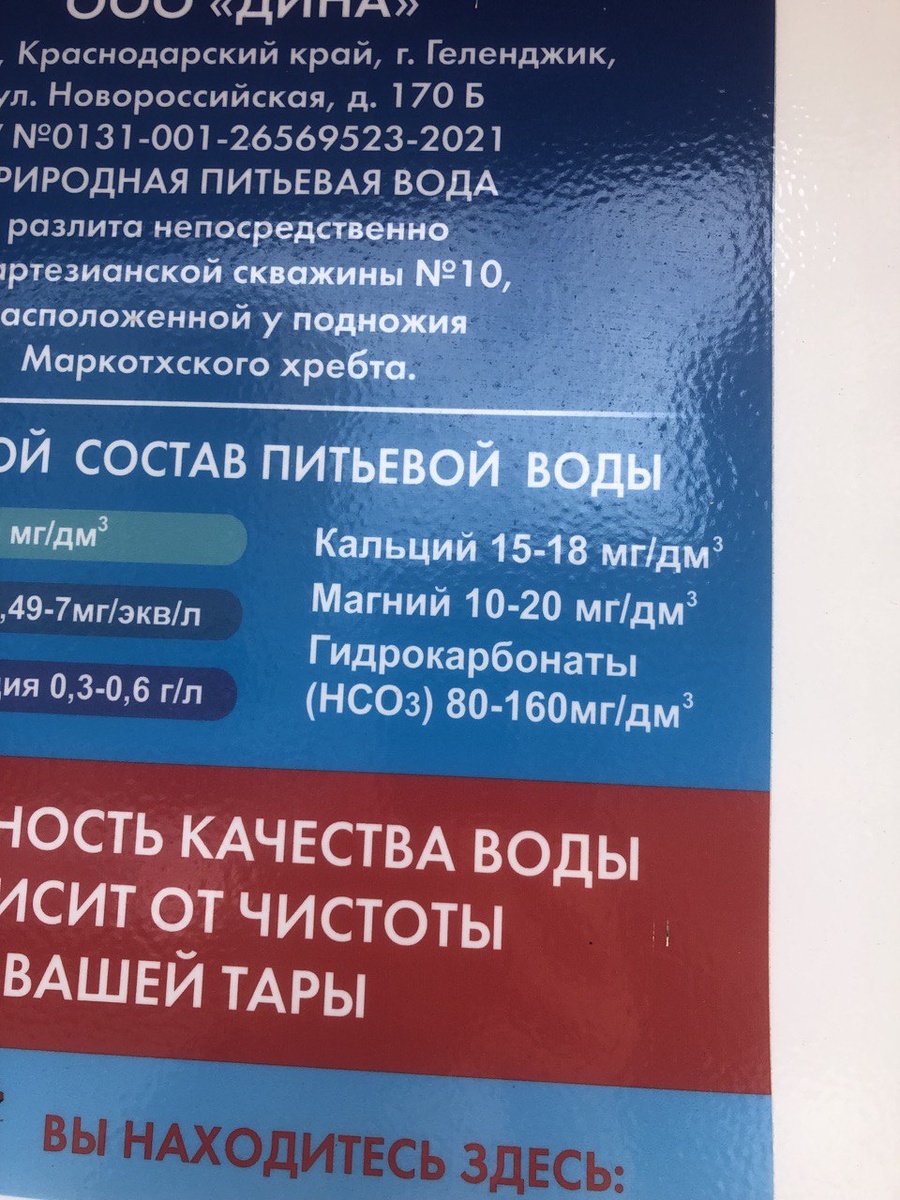 ООО «ДИНА»
, Краснодарский край, г. Геленджик,
ул. Новороссийская, д. 170 Б
№0131-001-26569523-2021
РИРОДНАЯ ПИТЬЕВАЯ ВОДА
разлита непосредственно
артезианской скважины №10,
асположенной у подножия
Маркотхского хребта.
ОЙ СОСТАВ ПИТЬЕВОЙ ВОДЫ
мг/дм³
,49-7мг/экв/л
ция 0,3-0,6 г/л
Кальций 15-18 мг/дм³
Магний 10-20 мг/дм³
Гидрокарбонаты
(HCO3) 80-160мг/дм³
НОСТЬ КАЧЕСТВА ВОДЫ
ИСИТ ОТ ЧИСТОТЫ
ВАШЕЙ ТАРЫ
ВЫ НАХОДИТЕСЬ ЗДЕСЬ: